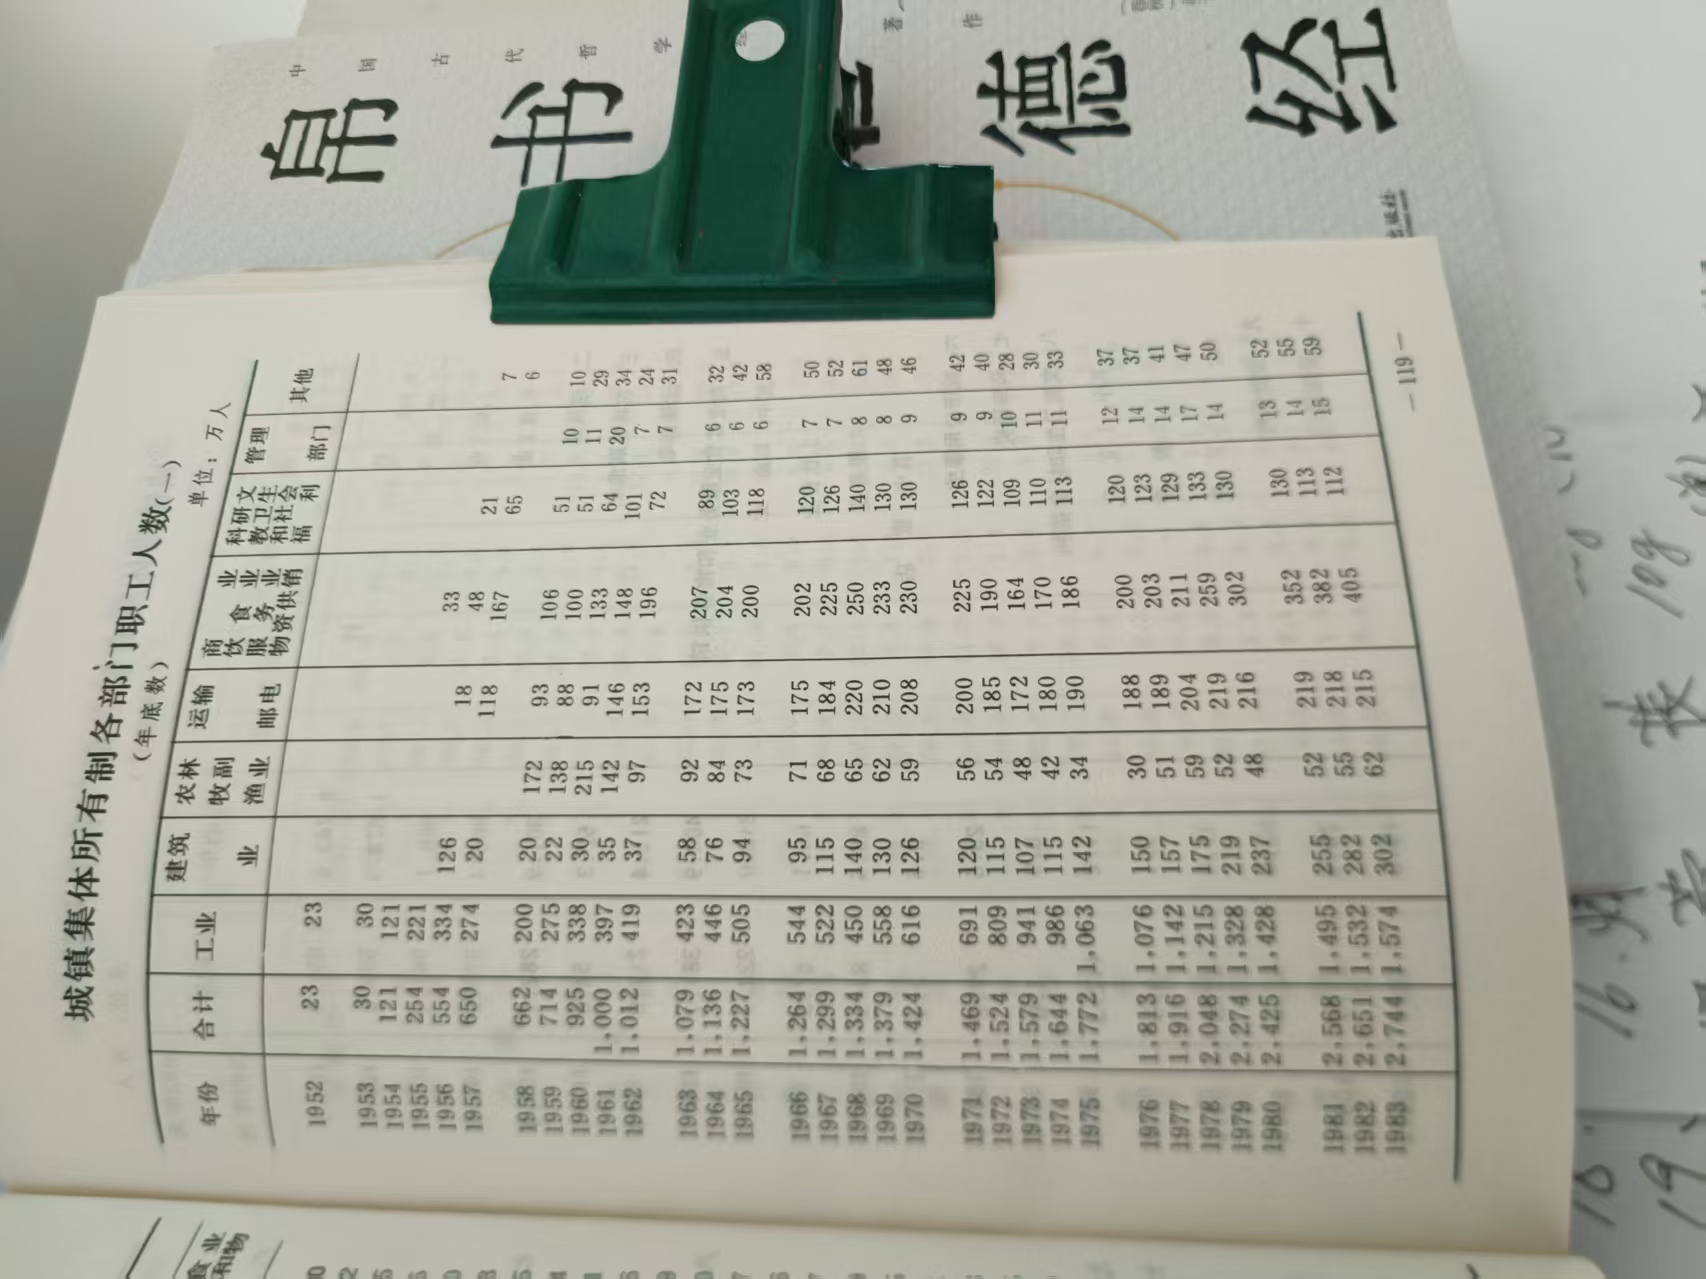 中国古代哲学
著作
帛书 德 经
出版社
城镇集体所有制各部门职工人数(一)
(年底数)
单位:万人
年份 合计 工业 建筑业 农林牧副渔业 运输邮电 商业饮食业服务业物资供销 科研文教卫生和社会福利 管理部门 其他
1952 23 23
1953 30 30
1954 121 121
1955 254 221 33
1956 554 334 126 18 48 21 7
1957 650 274 20 118 167 65 6
1958 662 200 20 172 93 106 51 10 10
1959 714 275 22 138 88 100 51 11 29
1960 925 338 30 215 91 133 64 20 34
1961 1,000 397 35 142 146 148 101 7 24
1962 1,012 419 37 97 153 196 72 7 31
1963 1,079 423 58 92 172 207 89 6 32
1964 1,136 446 76 84 175 204 103 6 42
1965 1,227 505 94 73 173 200 118 6 58
1966 1,264 544 95 71 175 202 120 7 50
1967 1,299 522 115 68 184 225 126 7 52
1968 1,334 450 140 65 220 250 140 8 61
1969 1,379 558 130 62 210 233 130 8 48
1970 1,424 616 126 59 208 230 130 9 46
1971 1,469 691 120 56 200 225 126 9 42
1972 1,524 809 115 54 185 190 122 9 40
1973 1,579 941 107 48 172 164 109 10 28
1974 1,644 986 115 42 180 170 110 11 30
1975 1,772 1,063 142 34 190 186 113 11 33
1976 1,813 1,076 150 30 188 200 120 12 37
1977 1,916 1,142 157 51 189 203 123 14 37
1978 2,048 1,215 175 59 204 211 129 14 41
1979 2,274 1,328 219 52 219 259 133 17 47
1980 2,425 1,428 237 48 216 302 130 14 50
1981 2,568 1,495 255 52 219 352 130 13 52
1982 2,651 1,532 282 55 218 382 113 14 55
1983 2,744 1,574 302 62 215 405 112 15 59
—119—